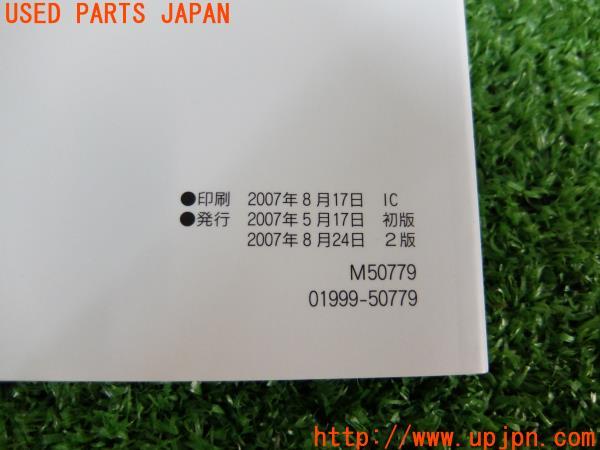 USED PARTS JAPAN
●印刷 2007年8月17日 IC
●発行 2007年5月17日 初版
2007年8月24日 2版
M50779
01999-50779
http://www.upjpn.com